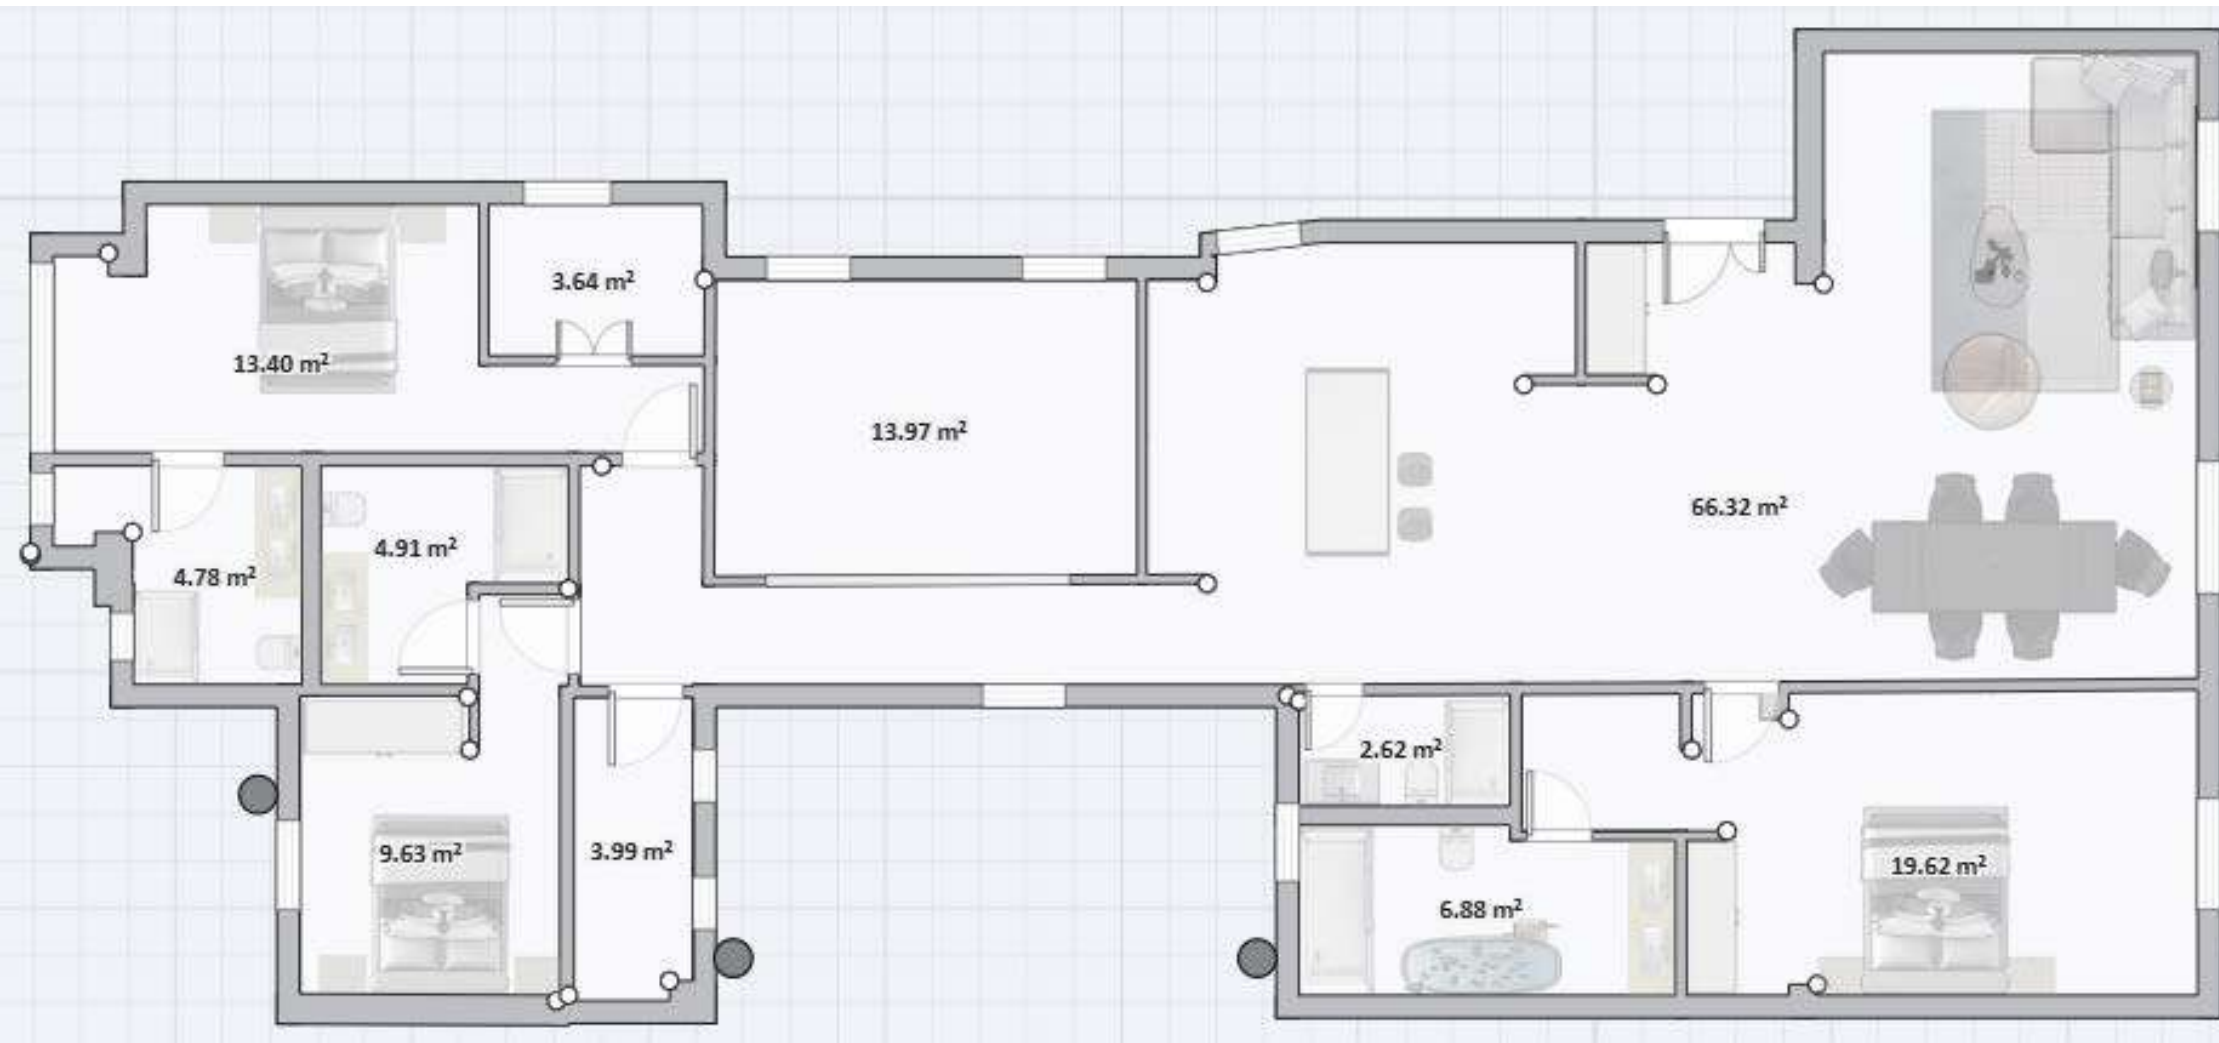 3.64 m²
13.40 m²
13.97 m²
66.32 m²
4.91 m²
4.78 m²
2.62 m²
3.99 m²
9.63 m²
19.62 m²
6.88 m²